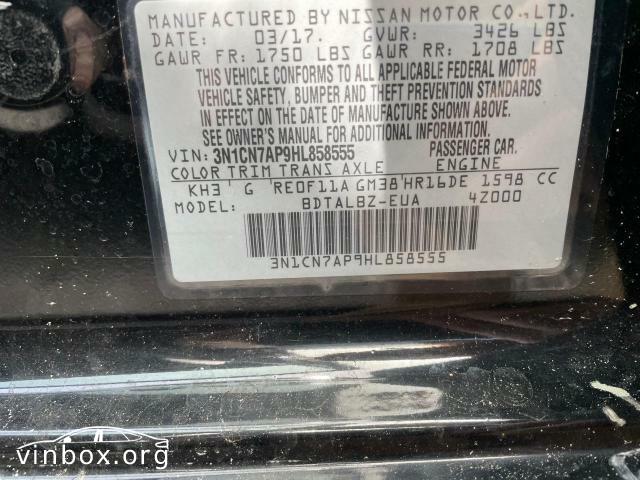 MANUFACTURED BY NISSAN MOTOR CO., LTD.
DATE: 03/17. GVWR: 3426 LBS
GAWR FR: 1750 LBS GAWR RR: 1708 LBS
THIS VEHICLE CONFORMS TO ALL APPLICABLE FEDERAL MOTOR
VEHICLE SAFETY, BUMPER AND THEFT PREVENTION STANDARDS
IN EFFECT ON THE DATE OF MANUFACTURE SHOWN ABOVE.
SEE OWNER'S MANUAL FOR ADDITIONAL INFORMATION.
VIN: 3N1CN7AP9HL858555 PASSENGER CAR.
COLOR TRIM TRANS AXLE ENGINE
KH3 G RE0F11A GM38 HR16DE 1598 CC
MODEL: BDTALBZ-EUA 4Z000
3N1CN7AP9HL858555
vinbox.org